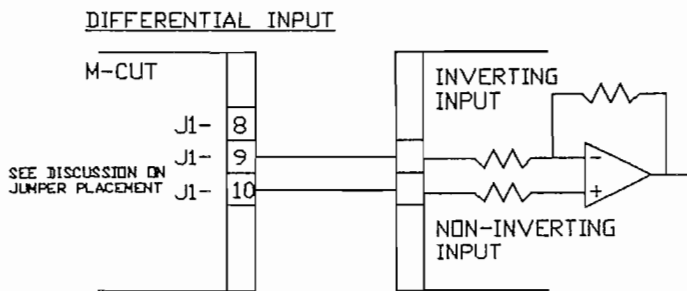 DIFFERENTIAL INPUT
M-CUT
INVERTING
INPUT
J1- 8
J1- 9
J1- 10
SEE DISCUSSION ON
JUMPER PLACEMENT
-
+
NON-INVERTING
INPUT